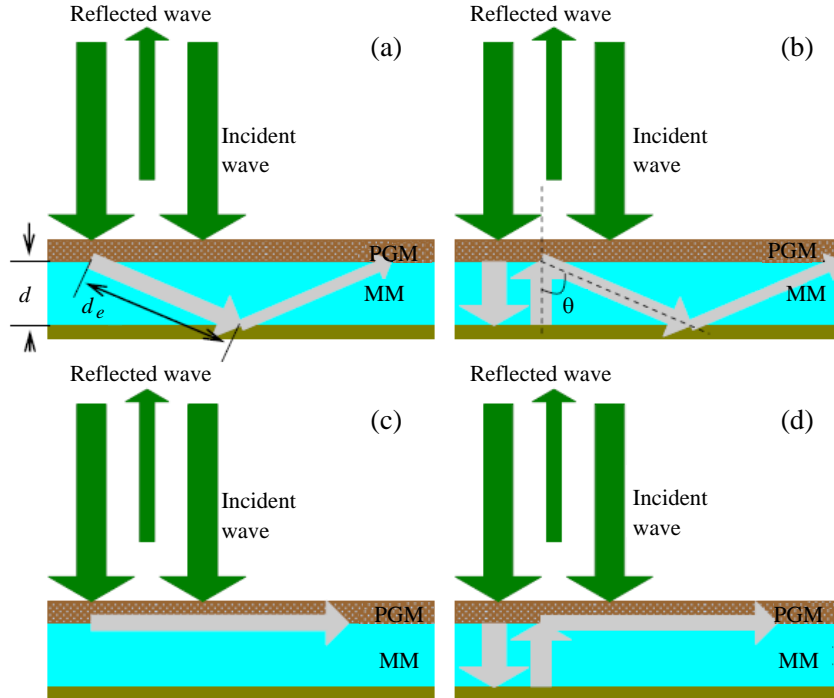 Reflected wave
(a)
Incident
wave
PGM
MM
d
d e
Reflected wave
(b)
Incident
wave
PGM
MM
θ
Reflected wave
(c)
Incident
wave
PGM
MM
Reflected wave
(d)
Incident
wave
PGM
MM